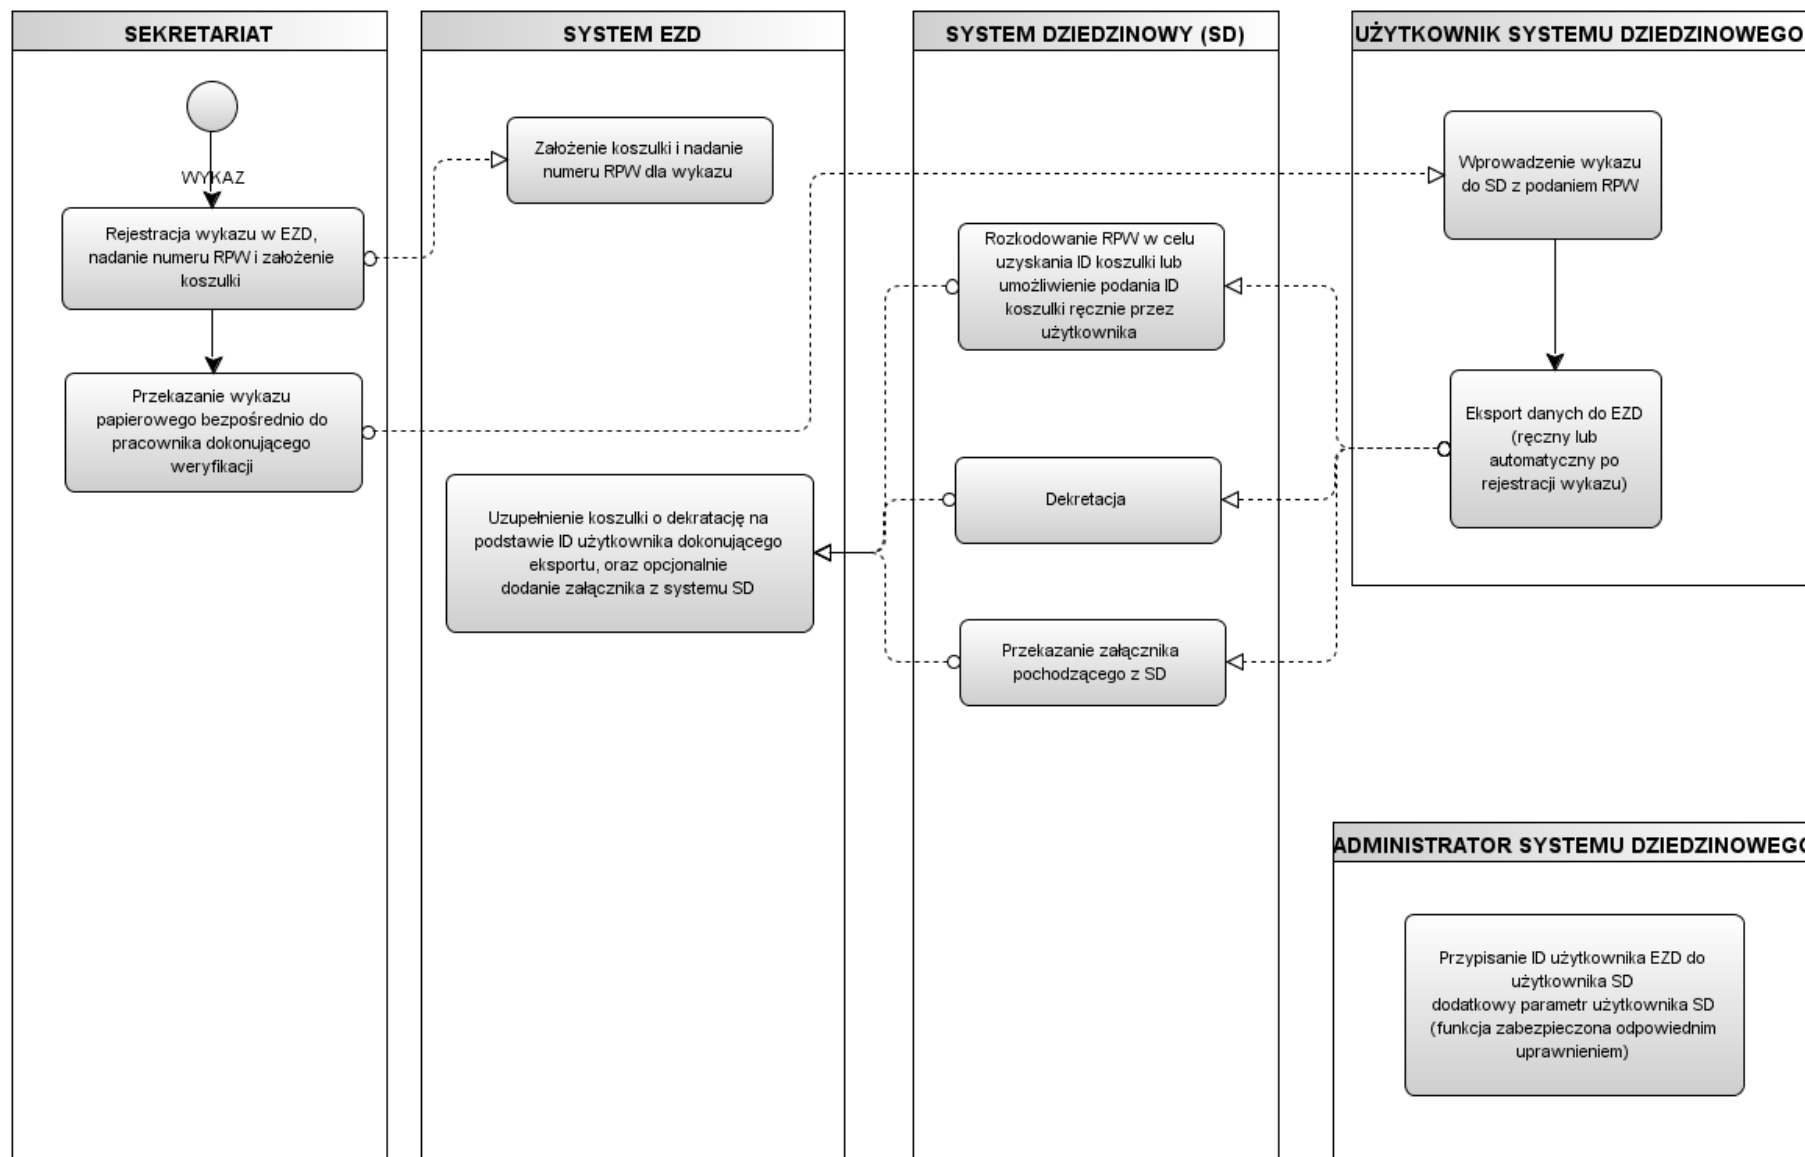 SEKRETARIAT
WYKAZ
Rejestracja wykazu w EZD,
nadanie numeru RPW i założenie
koszulki
Przekazanie wykazu
papierowego bezpośrednio do
pracownika dokonującego
weryfikacji
SYSTEM EZD
Założenie koszulki i nadanie
numeru RPW dla wykazu
Uzupełnienie koszulki o dekratację na
podstawie ID użytkownika dokonującego
eksportu, oraz opcjonalnie
dodanie załącznika z systemu SD
SYSTEM DZIEDZINOWY (SD)
Rozkodowanie RPW w celu
uzyskania ID koszulki lub
umożliwienie podania ID
koszulki ręcznie przez
użytkownika
Dekretacja
Przekazanie załącznika
pochodzącego z SD
UŻYTKOWNIK SYSTEMU DZIEDZINOWEGO
Wprowadzenie wykazu
do SD z podaniem RPW
Eksport danych do EZD
(ręczny lub
automatyczny po
rejestracji wykazu)
ADMINISTRATOR SYSTEMU DZIEDZINOWEGO
Przypisanie ID użytkownika EZD do
użytkownika SD
dodatkowy parametr użytkownika SD
(funkcja zabezpieczona odpowiednim
uprawnieniem)